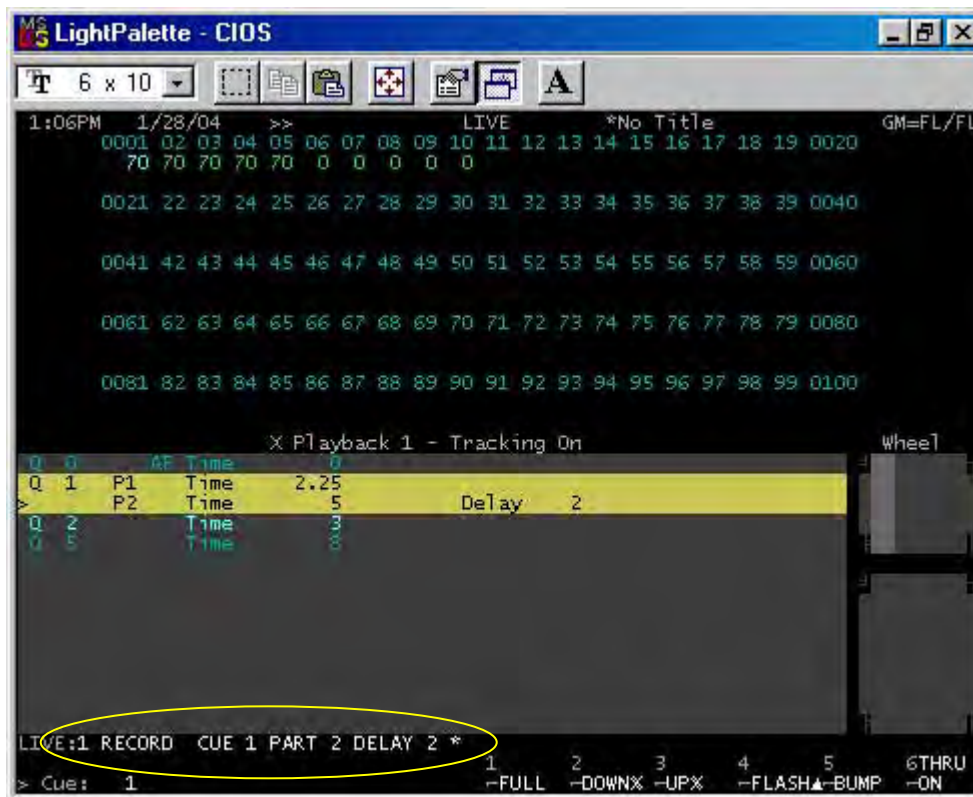 LightPalette - CIOS
6 x 10
1:06PM 1/28/04 >> LIVE *No Title GM=FL/FL
0001 02 03 04 05 06 07 08 09 10 11 12 13 14 15 16 17 18 19 0020
70 70 70 70 70 0 0 0 0 0
0021 22 23 24 25 26 27 28 29 30 31 32 33 34 35 36 37 38 39 0040
0041 42 43 44 45 46 47 48 49 50 51 52 53 54 55 56 57 58 59 0060
0061 62 63 64 65 66 67 68 69 70 71 72 73 74 75 76 77 78 79 0080
0081 82 83 84 85 86 87 88 89 90 91 92 93 94 95 96 97 98 99 0100
X Playback 1 - Tracking On Wheel
Q 0 AF Time 0
Q 1 P1 Time 2.25
> P2 Time 5 Delay 2
Q 2 Time 3
Q 5 Time 8
LIVE:1 RECORD CUE 1 PART 2 DELAY 2 *
1 2 3 4 5 6THRU
> Cue: 1 FULL DOWN% UP% FLASH▲ BUMP ON